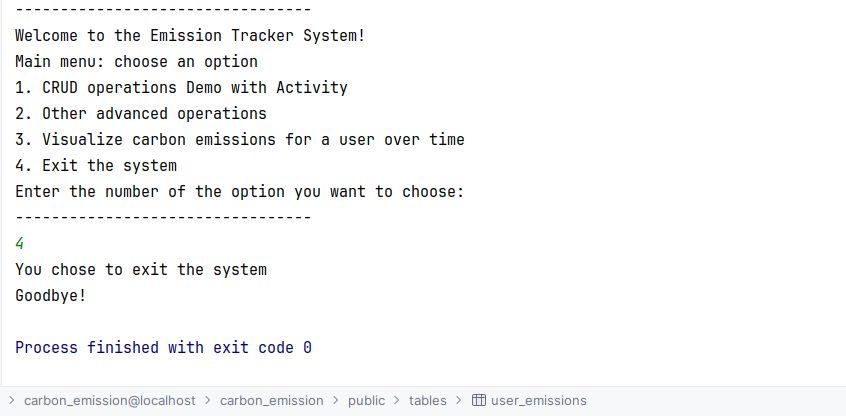 ---------------------------------
Welcome to the Emission Tracker System!
Main menu: choose an option
1. CRUD operations Demo with Activity
2. Other advanced operations
3. Visualize carbon emissions for a user over time
4. Exit the system
Enter the number of the option you want to choose:
---------------------------------
4
You chose to exit the system
Goodbye!
Process finished with exit code 0
> carbon_emission@localhost > carbon_emission > public > tables > user_emissions